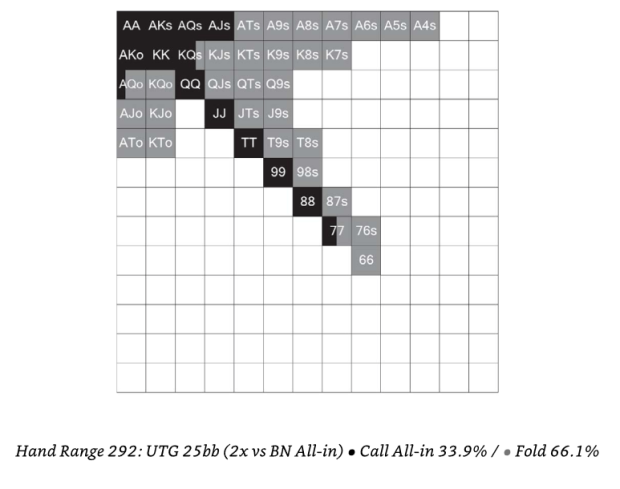 AA AKs AQs AJs ATs A9s A8s A7s A6s A5s A4s
AKo KK KQs KJs KTs K9s K8s K7s
AQo KQo QQ QJs QTs Q9s
AJo KJo JJ JTs J9s
ATo KTo TT T9s T8s
99 98s
88 87s
77 76s
66
Hand Range 292: UTG 25bb (2x vs BN All-in) ● Call All-in 33.9% / ● Fold 66.1%